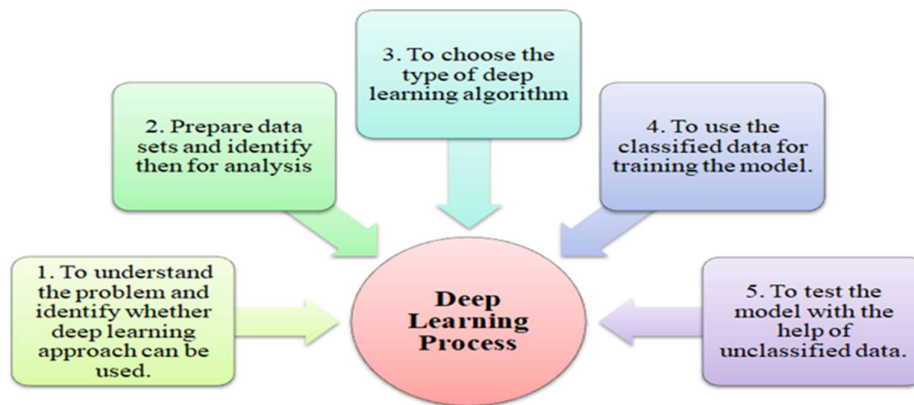 1. To understand
the problem and
identify whether
deep learning
approach can be
used.
2. Prepare data
sets and identify
then for analysis
3. To choose the
type of deep
learning algorithm
4. To use the
classified data for
training the model.
5. To test the
model with the
help of
unclassified data.
Deep
Learning
Process